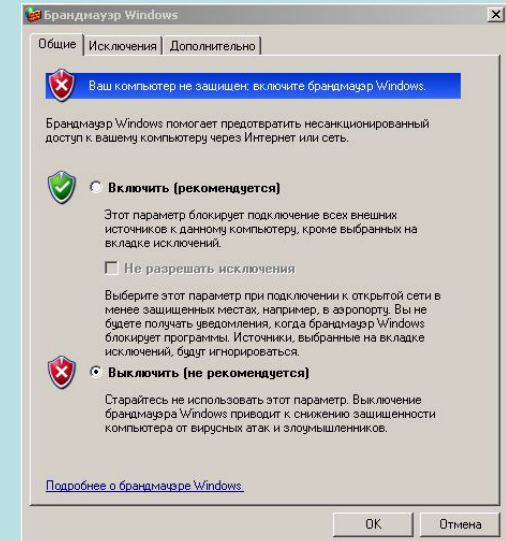 Брандмауэр Windows
Общие Исключения Дополнительно
Ваш компьютер не защищен: включите брандмауэр Windows.
Брандмауэр Windows помогает предотвратить несанкционированный
доступ к вашему компьютеру через Интернет или сеть.
Включить (рекомендуется)
Этот параметр блокирует подключение всех внешних
источников к данному компьютеру, кроме выбранных на
вкладке исключений.
Не разрешать исключения
Выберите этот параметр при подключении к открытой сети в
менее защищенных местах, например, в аэропорту. Вы не
будете получать уведомления, когда брандмауэр Windows
блокирует программы. Источники, выбранные на вкладке
исключений, будут игнорироваться.
Выключить (не рекомендуется)
Старайтесь не использовать этот параметр. Выключение
брандмауэра Windows приводит к снижению защищенности
компьютера от вирусных атак и злоумышленников.
Подробнее о брандмауэре Windows
OK Отмена